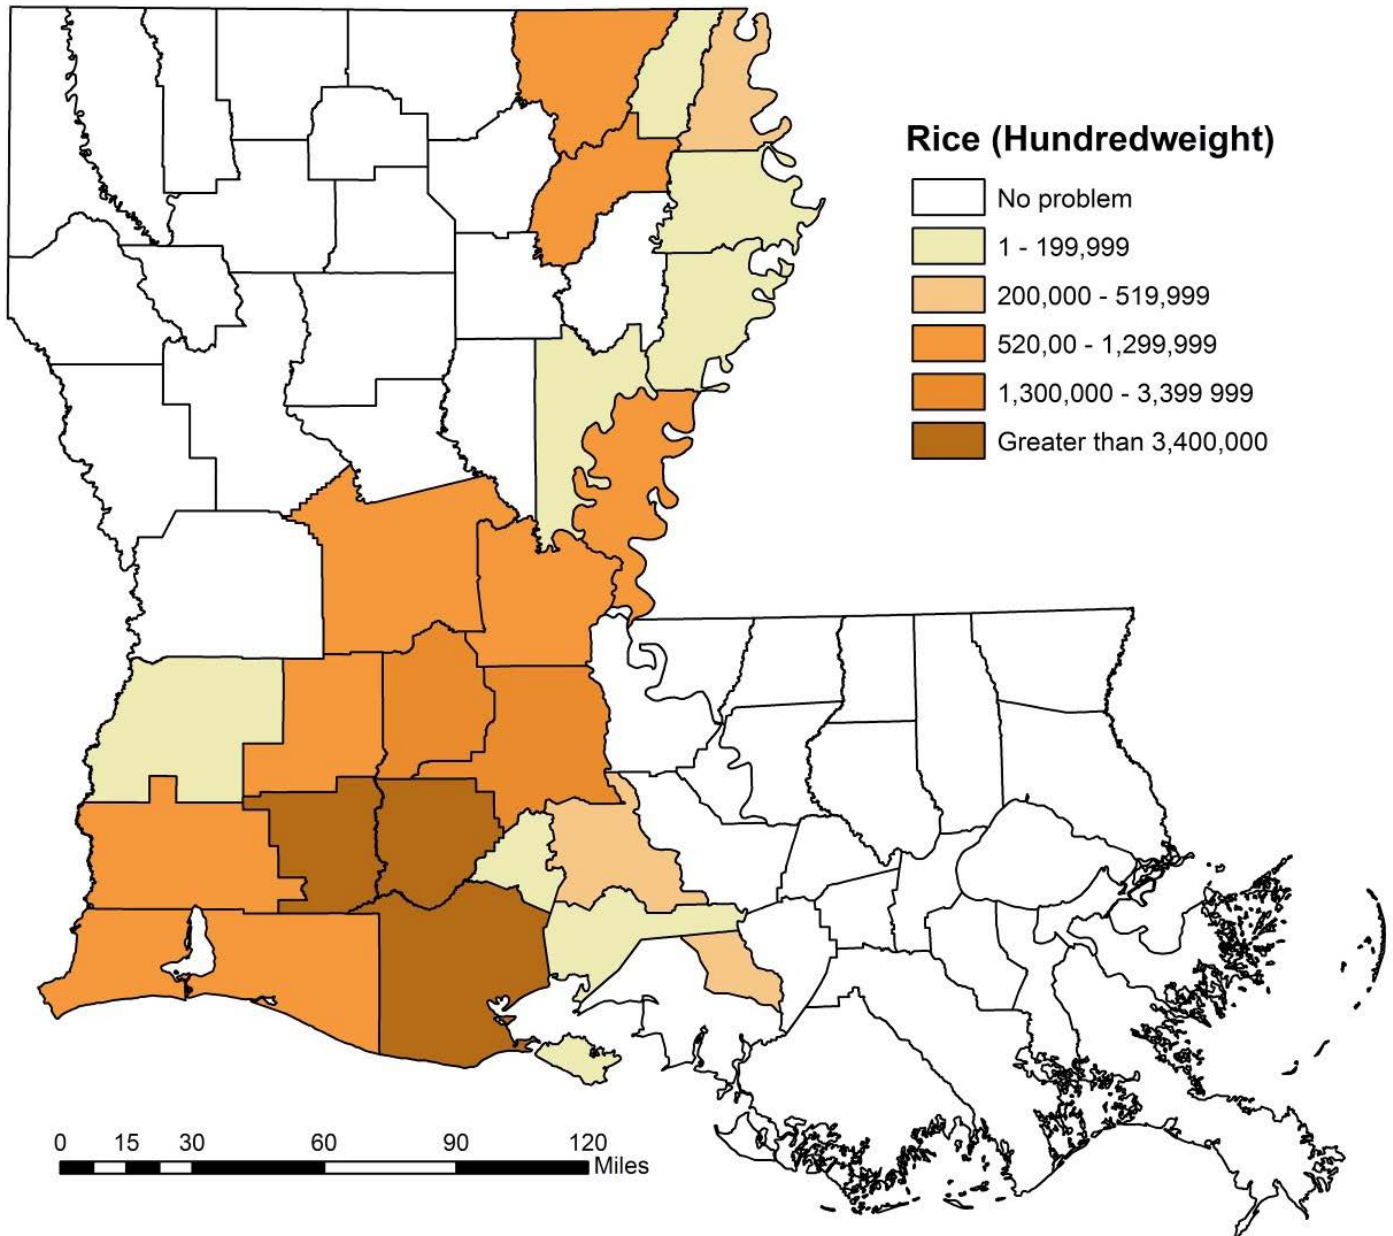 Rice (Hundredweight)
No problem
1 - 199,999
200,000 - 519,999
520,00 - 1,299,999
1,300,000 - 3,399 999
Greater than 3,400,000
0 15 30 60 90 120
Miles